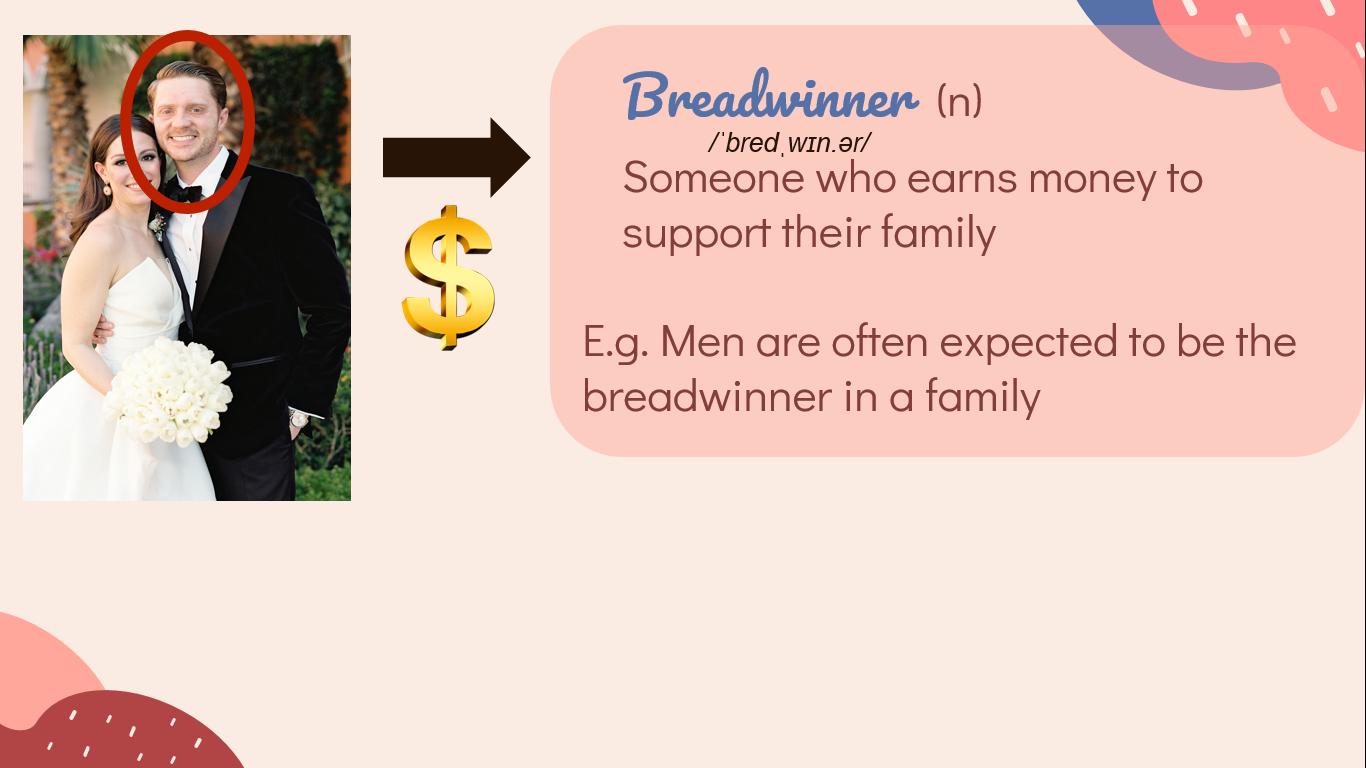 Breadwinner (n)
/ˈbredˌwɪn.ər/
Someone who earns money to
support their family
E.g. Men are often expected to be the
breadwinner in a family